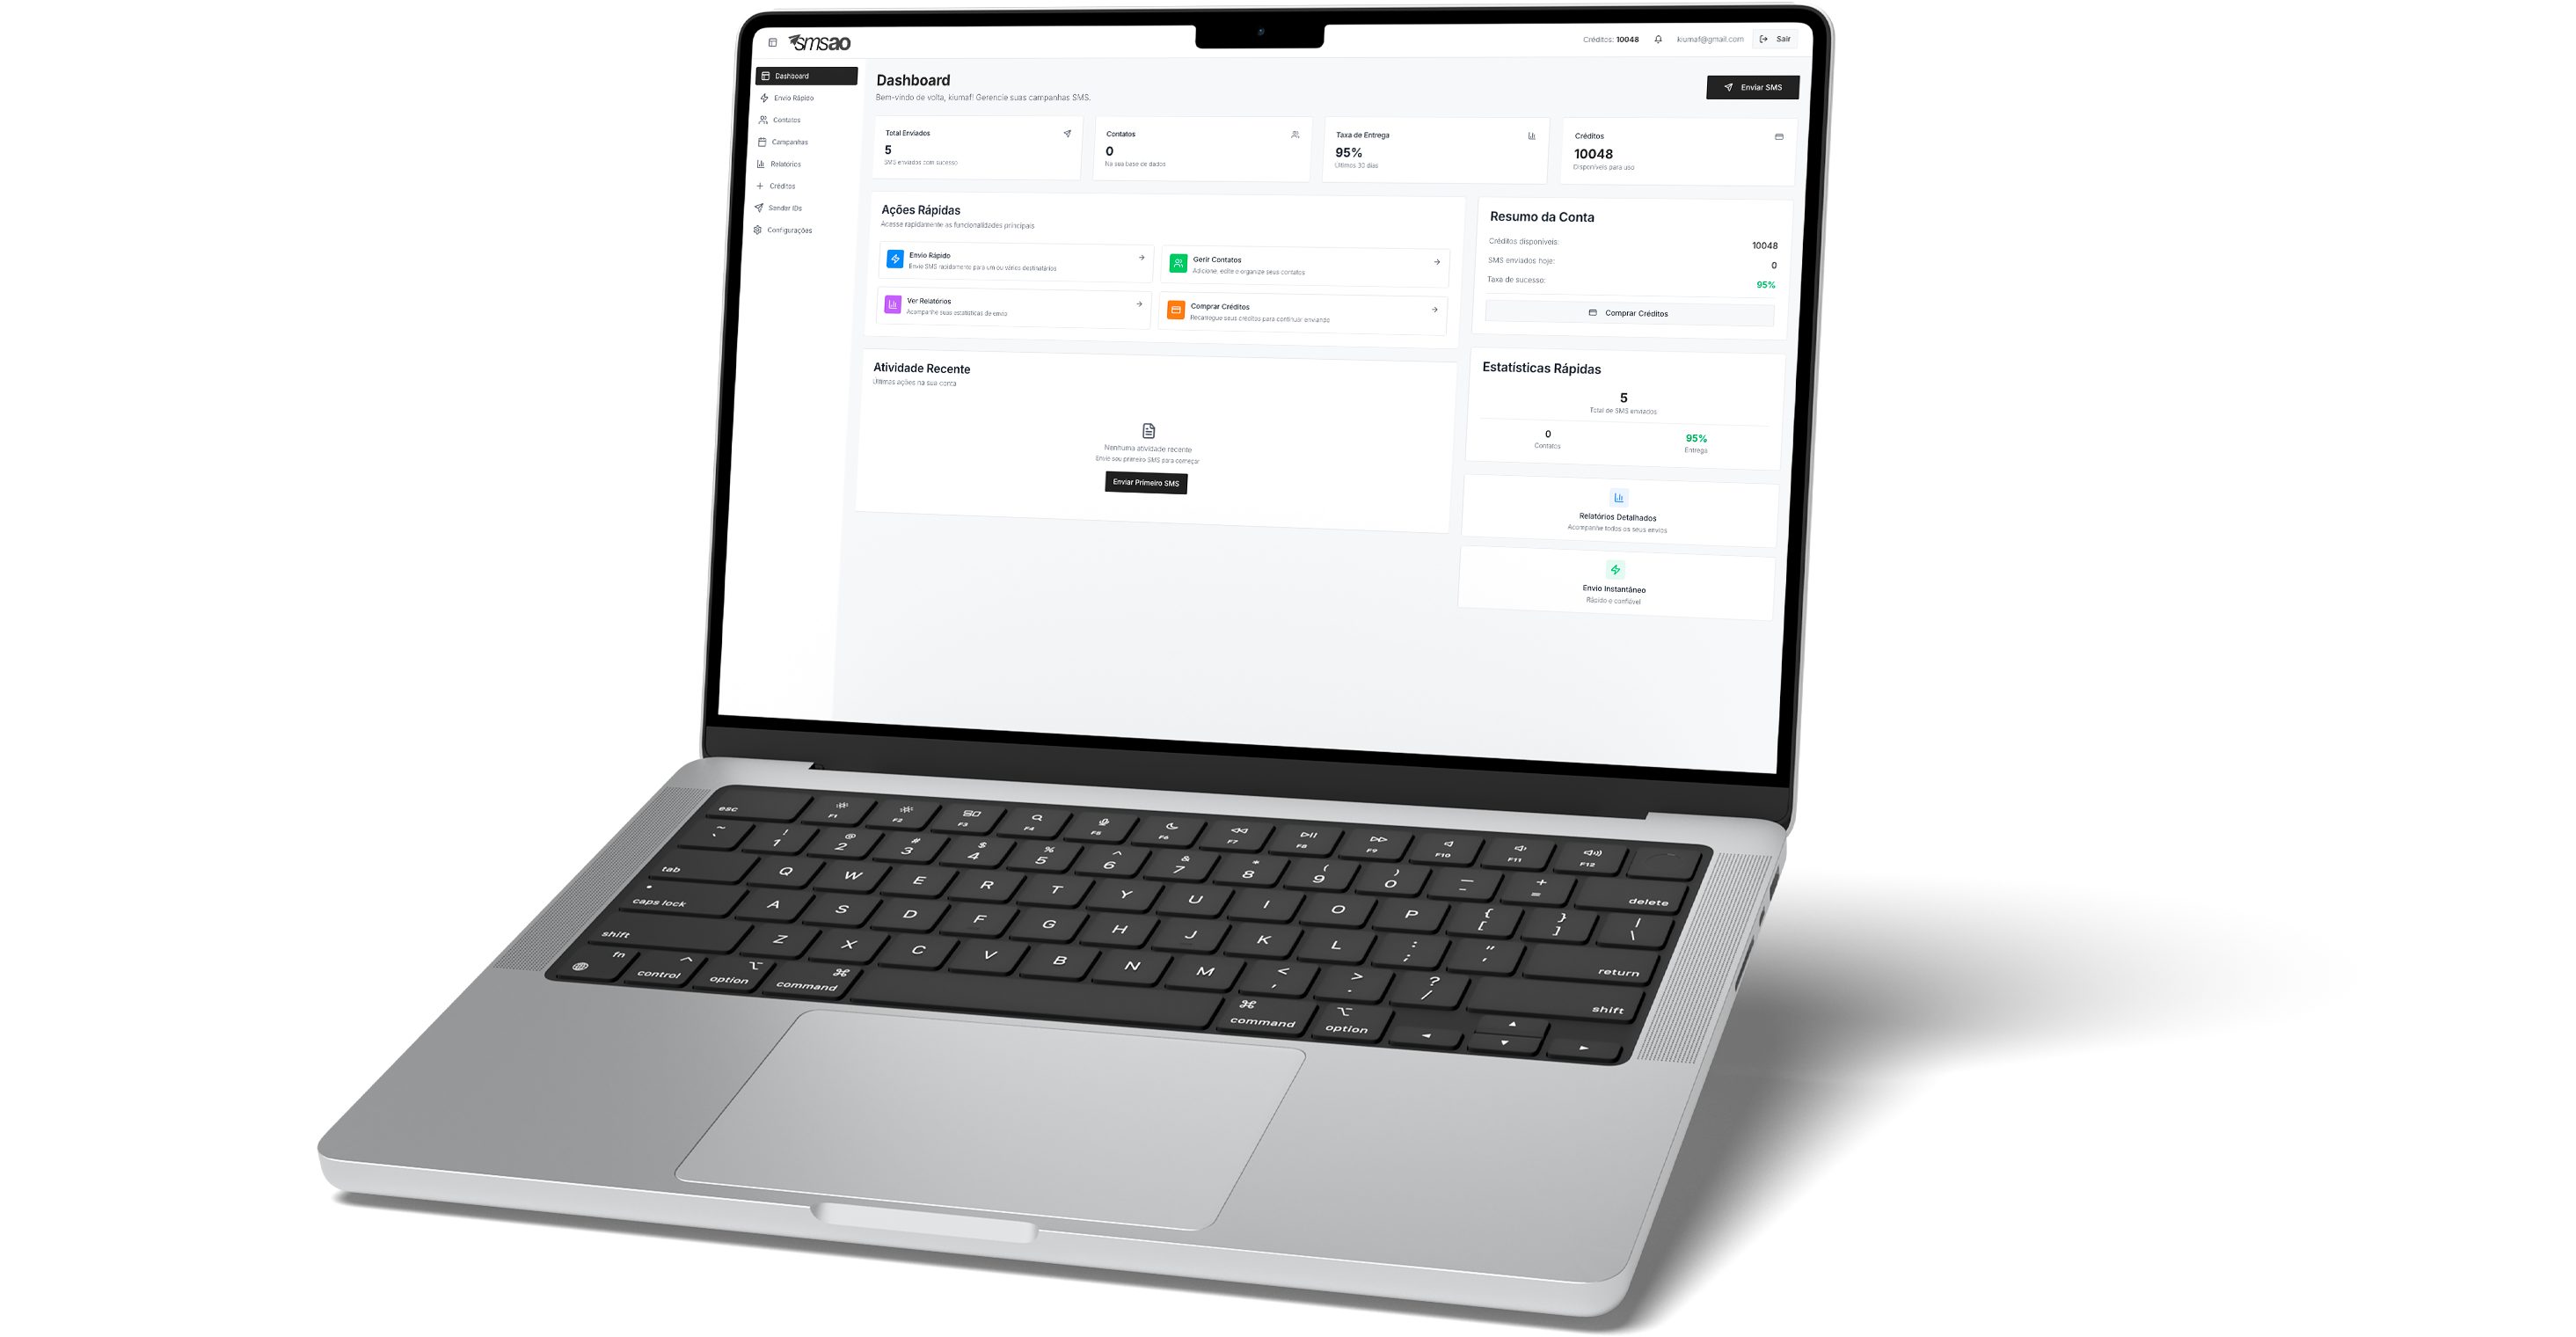 smsao
Créditos: 10048
kiumaf@gmail.com
Sair
Dashboard
Envio Rápido
Contatos
Campanhas
Relatórios
Créditos
Sender IDs
Configurações
Dashboard
Bem-vindo de volta, kiumaf! Gerencie suas campanhas SMS.
Enviar SMS
Total Enviados
5
SMS enviados com sucesso
Contatos
0
Na sua base de dados
Taxa de Entrega
95%
Últimos 30 dias
Créditos
10048
Disponíveis para uso
Ações Rápidas
Acesse rapidamente as funcionalidades principais
Envio Rápido
Envie SMS rapidamente para um ou vários destinatários
Gerir Contatos
Adicione, edite e organize seus contatos
Ver Relatórios
Acompanhe suas estatísticas de envio
Comprar Créditos
Recarregue seus créditos para continuar enviando
Resumo da Conta
Créditos disponíveis:
10048
SMS enviados hoje:
0
Taxa de sucesso:
95%
Comprar Créditos
Atividade Recente
Últimas ações na sua conta
Nenhuma atividade recente
Envie seu primeiro SMS para começar
Enviar Primeiro SMS
Estatísticas Rápidas
5
Total de SMS enviados
0
Contatos
95%
Entrega
Relatórios Detalhados
Acompanhe todos os seus envios
Envio Instantâneo
Rápido e confiável
esc F1 F2 F3 F4 F5 F6 F7 F8 F9 F10 F11 F12
~ ` ! 1 @ 2 # 3 $ 4 % 5 ^ 6 & 7 * 8 ( 9 ) 0 _ - + = delete
tab Q W E R T Y U I O P { [ } ] | \
caps lock A S D F G H J K L : ; " ' return
shift Z X C V B N M < , > . ? / shift
fn control option command command option